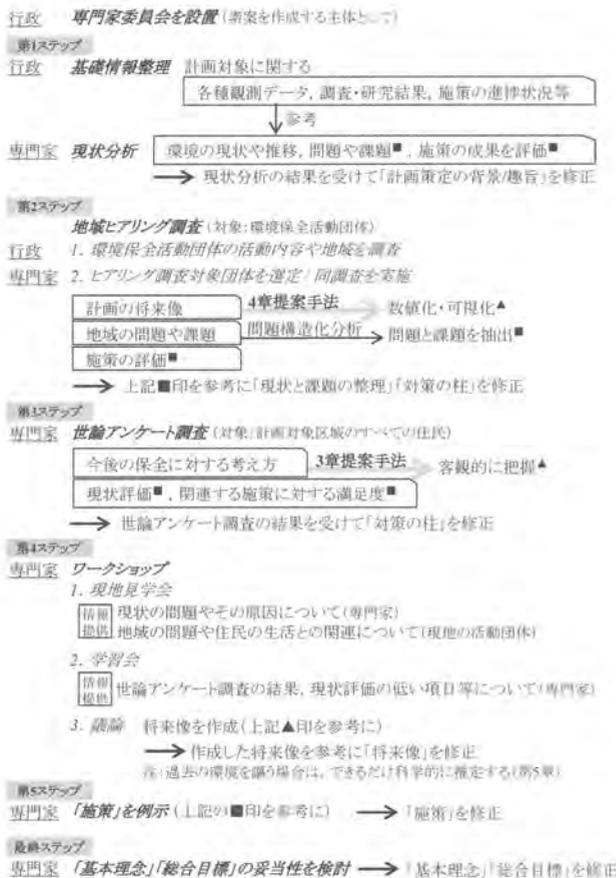 行政 専門家委員会を設置(素案を作成する主体として)
第1ステップ
行政 基礎情報整理 計画対象に関する
各種観測データ, 調査・研究結果, 施策の進捗状況等
参考
専門家 現状分析 環境の現状や推移, 問題や課題■, 施策の成果を評価■
→ 現状分析の結果を受けて「計画策定の背景/趣旨」を修正
第2ステップ
地域ヒアリング調査(対象:環境保全活動団体)
行政 1. 環境保全活動団体の活動内容や地域を調査
専門家 2. ヒアリング調査対象団体を選定/同調査を実施
計画の将来像 4章提案手法 数値化・可視化▲
地域の問題や課題 問題構造化分析 問題と課題を抽出■
施策の評価■
→ 上記■印を参考に「現状と課題の整理」「対策の柱」を修正
第3ステップ
専門家 世論アンケート調査(対象:計画対象区域のすべての住民)
今後の保全に対する考え方 3章提案手法 客観的に把握▲
現状評価■, 関連する施策に対する満足度■
→ 世論アンケート調査の結果を受けて「対策の柱」を修正
第4ステップ
専門家 ワークショップ
1. 現地見学会
情報提供 現状の問題やその原因について(専門家)
地域の問題や住民の生活との関連について(現地の活動団体)
2. 学習会
情報提供 世論アンケート調査の結果, 現状評価の低い項目等について(専門家)
3. 議論 将来像を作成(上記▲印を参考に)
→ 作成した将来像を参考に「将来像」を修正
注:過去の環境を謳う場合は, できるだけ科学的に推定する(第5章)
第5ステップ
専門家 「施策」を例示(上記の■印を参考に) → 「施策」を修正
最終ステップ
専門家 「基本理念」「総合目標」の妥当性を検討 → 「基本理念」「総合目標」を修正